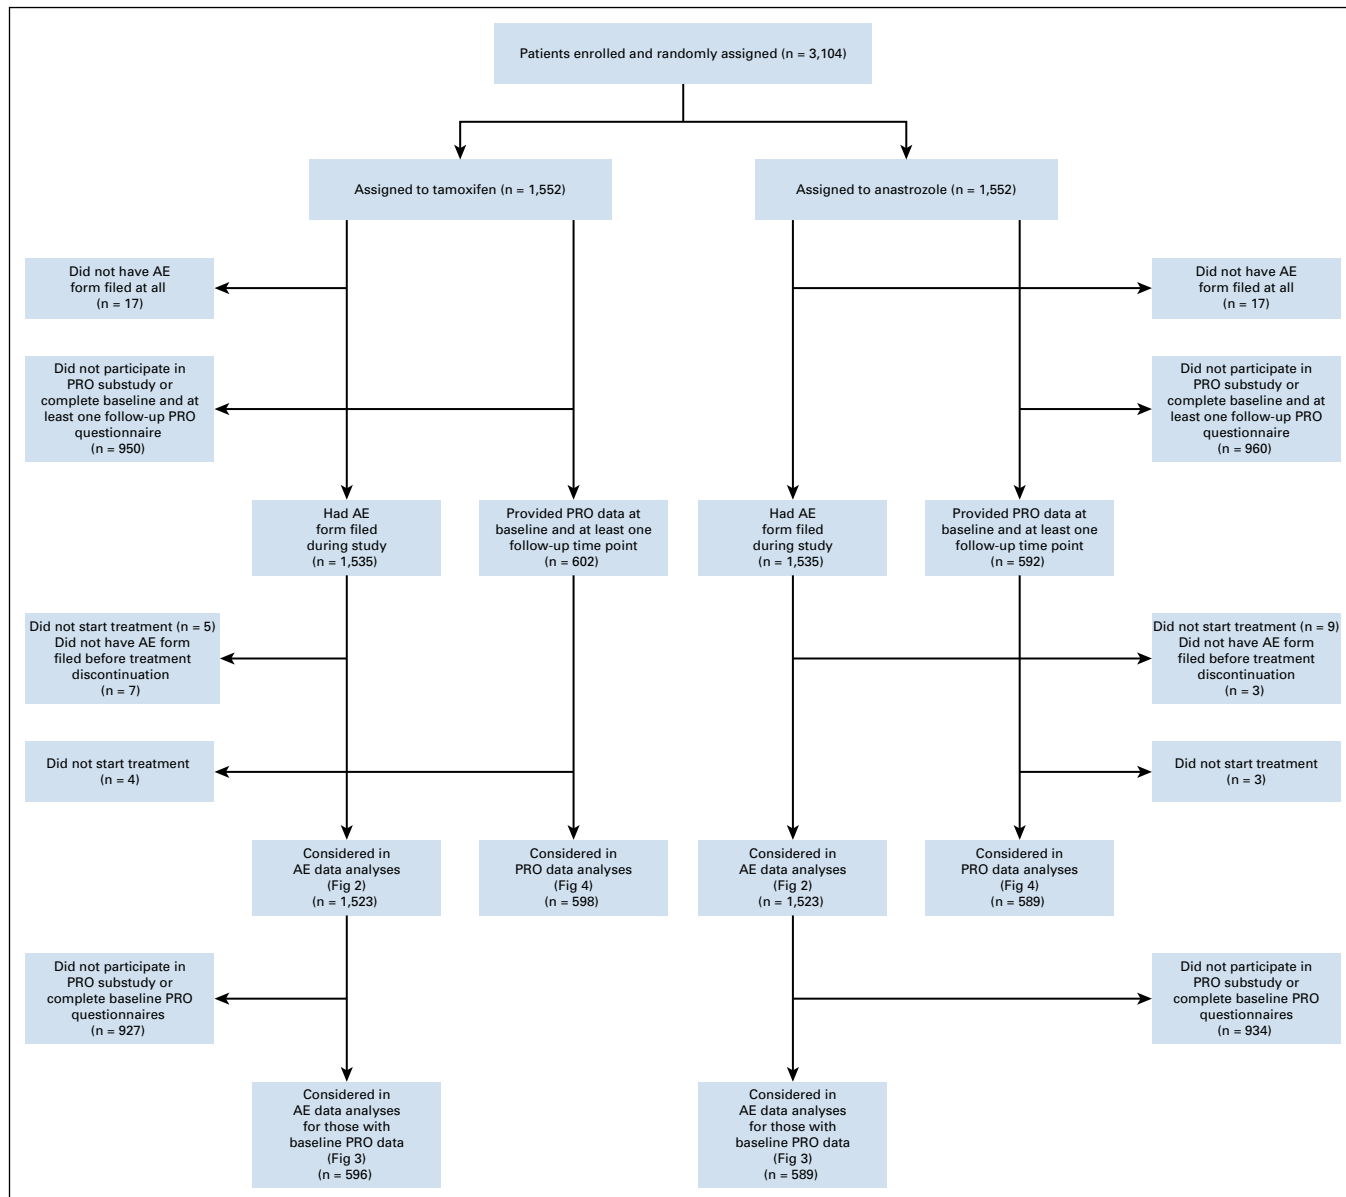 Patients enrolled and randomly assigned (n = 3,104)
Assigned to tamoxifen (n = 1,552)
Assigned to anastrozole (n = 1,552)
Did not have AE
form filed at all
(n = 17)
Did not have AE
form filed at all
(n = 17)
Did not participate in
PRO substudy or
complete baseline and at
least one follow-up PRO
questionnaire
(n = 950)
Did not participate in
PRO substudy or
complete baseline and at
least one follow-up PRO
questionnaire
(n = 960)
Had AE
form filed
during study
(n = 1,535)
Provided PRO data at
baseline and at least one
follow-up time point
(n = 602)
Had AE
form filed
during study
(n = 1,535)
Provided PRO data at
baseline and at least one
follow-up time point
(n = 592)
Did not start treatment (n = 5)
Did not have AE form
filed before treatment
discontinuation
(n = 7)
Did not start treatment (n = 9)
Did not have AE form
filed before treatment
discontinuation
(n = 3)
Did not start treatment
(n = 4)
Did not start treatment
(n = 3)
Considered in
AE data analyses
(Fig 2)
(n = 1,523)
Considered in
PRO data analyses
(Fig 4)
(n = 598)
Considered in
AE data analyses
(Fig 2)
(n = 1,523)
Considered in
PRO data analyses
(Fig 4)
(n = 589)
Did not participate in
PRO substudy or
complete baseline PRO
questionnaires
(n = 927)
Did not participate in
PRO substudy or
complete baseline PRO
questionnaires
(n = 934)
Considered in
AE data analyses
for those with
baseline PRO data
(Fig 3)
(n = 596)
Considered in
AE data analyses
for those with
baseline PRO data
(Fig 3)
(n = 589)